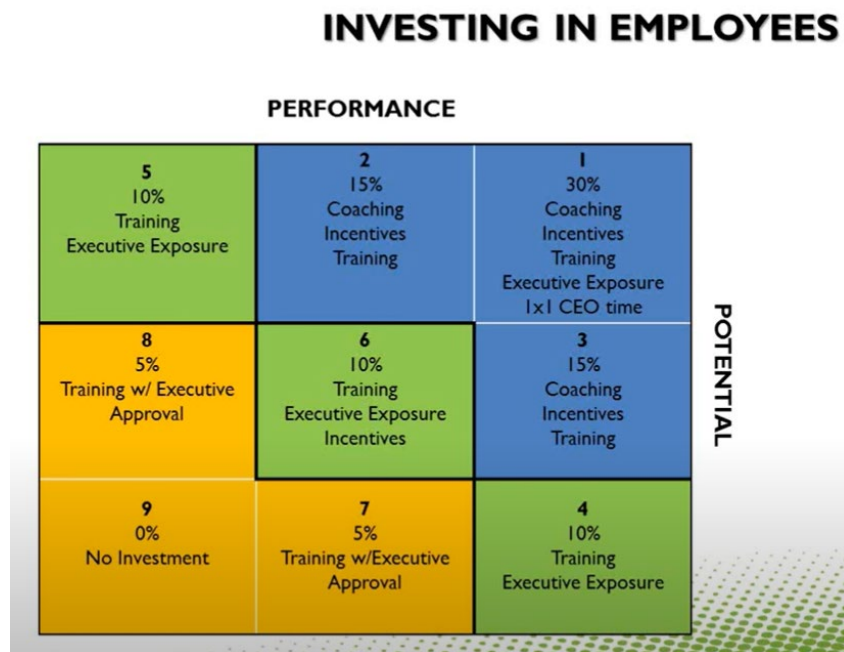 INVESTING IN EMPLOYEES
PERFORMANCE
5
10%
Training
Executive Exposure
2
15%
Coaching
Incentives
Training
1
30%
Coaching
Incentives
Training
Executive Exposure
1x1 CEO time
8
5%
Training w/ Executive
Approval
6
10%
Training
Executive Exposure
Incentives
3
15%
Coaching
Incentives
Training
POTENTIAL
9
0%
No Investment
7
5%
Training w/Executive
Approval
4
10%
Training
Executive Exposure